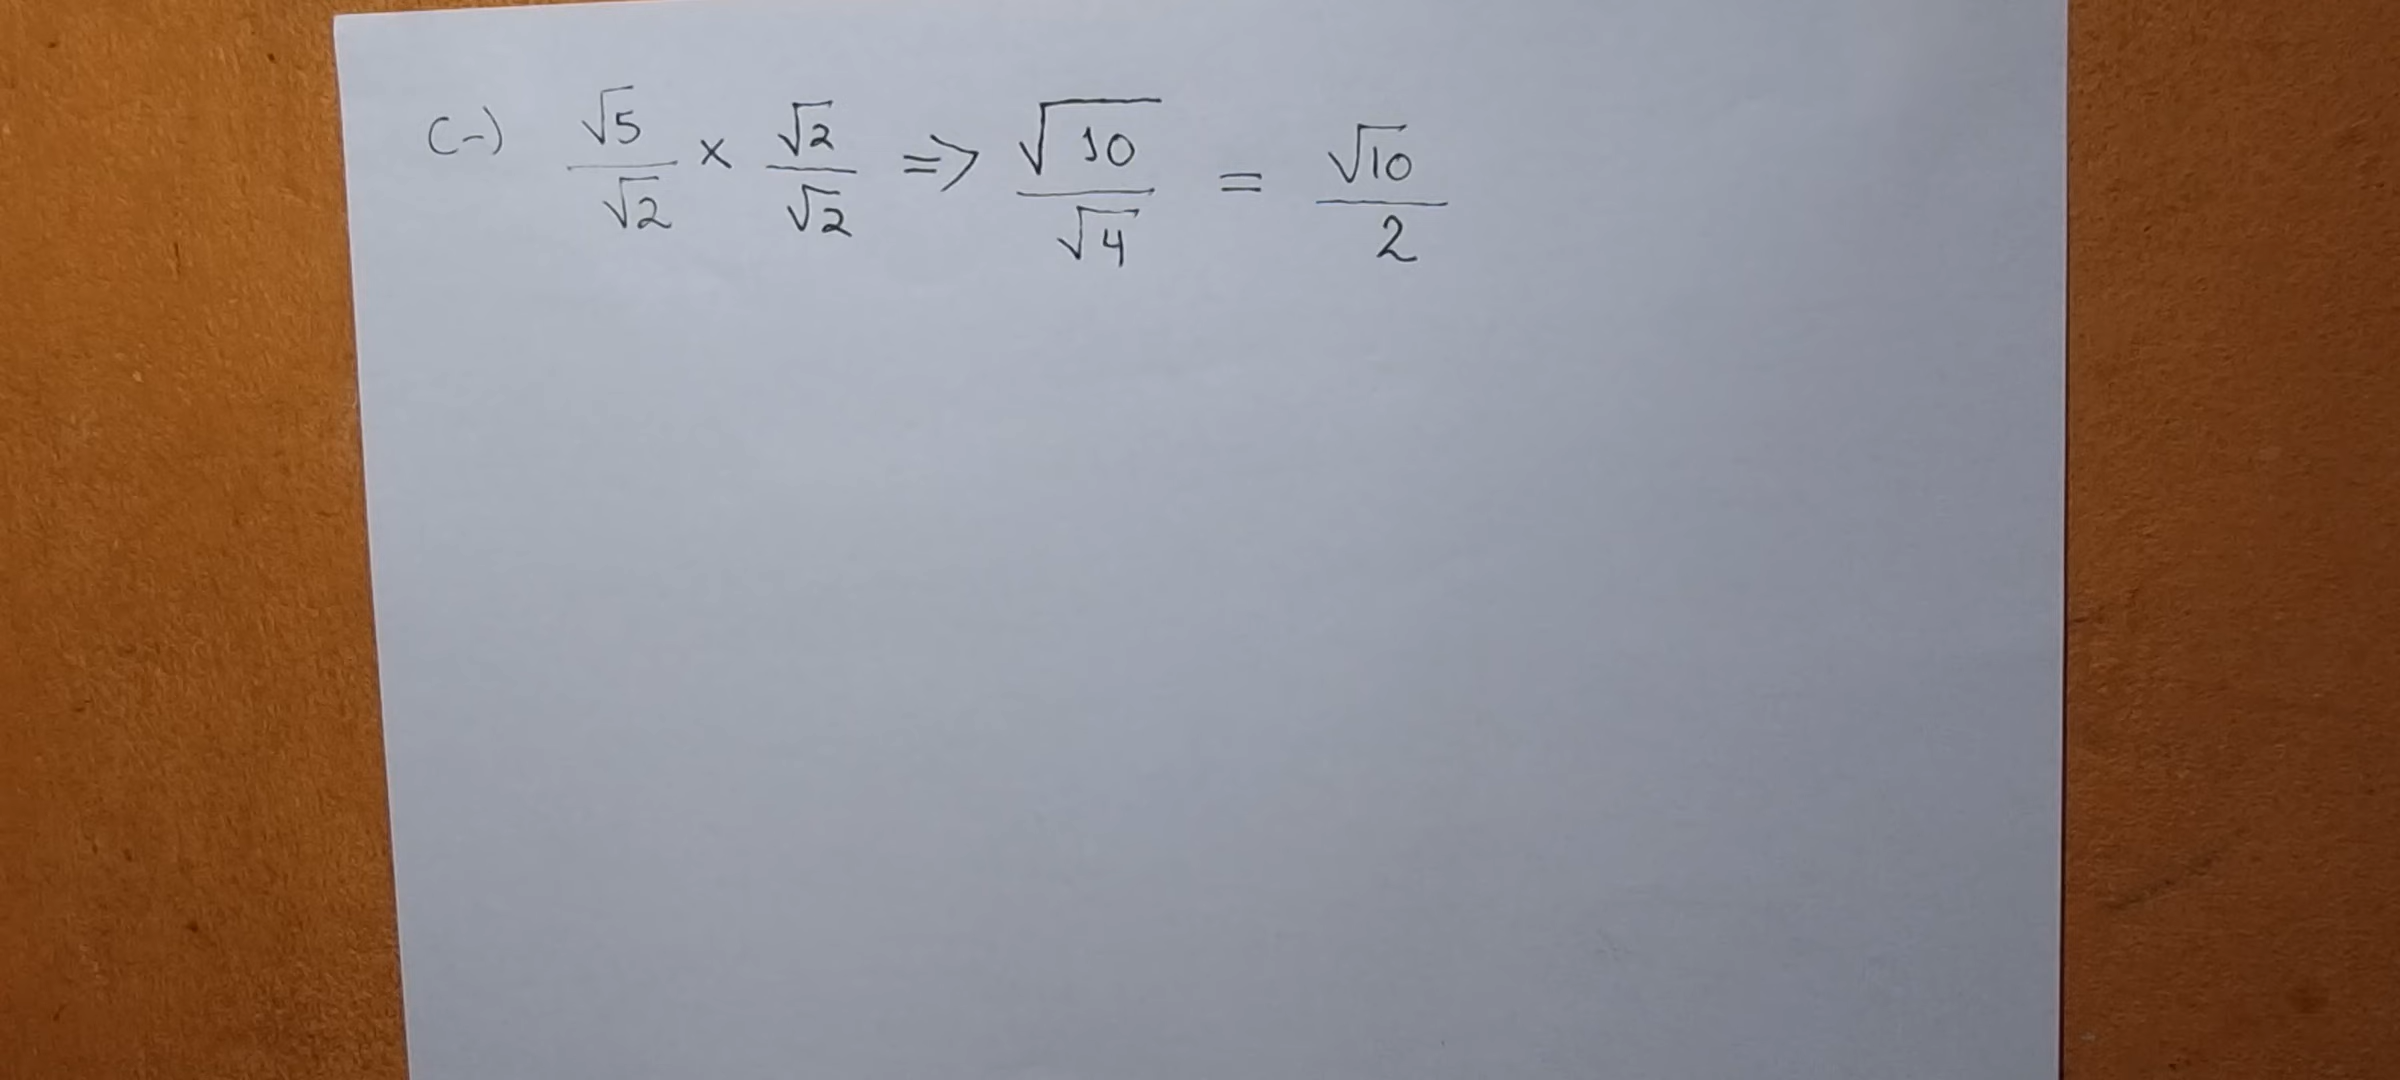 C-) √5/√2 × √2/√2 => √10/√4 = √10/2